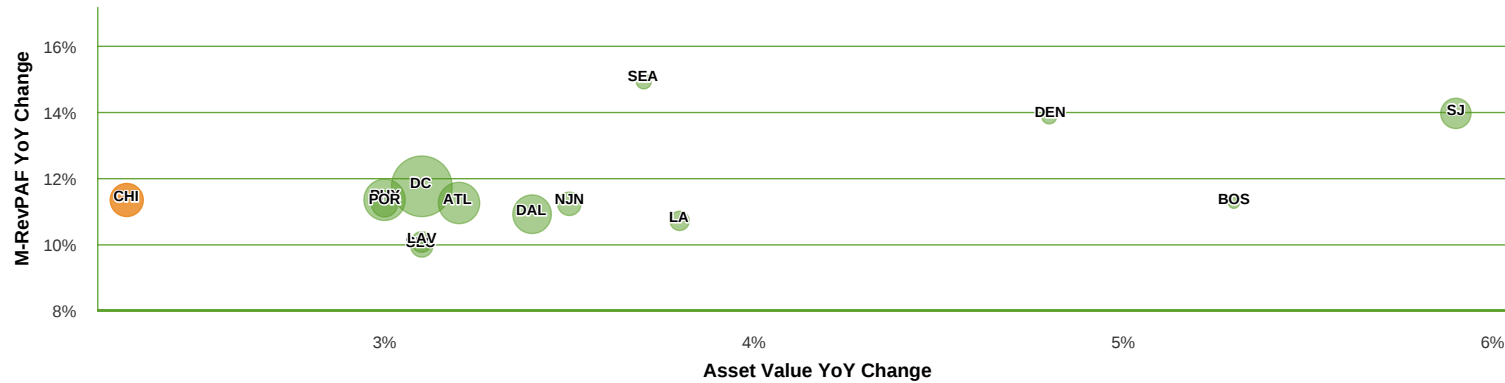 M-RevPAF YoY Change
16%
14%
12%
10%
8%
SEA
DEN
SJ
CHI
POR
DC
ATL
DAL
NJN
LA
BOS
LAV
3%
4%
5%
6%
Asset Value YoY Change